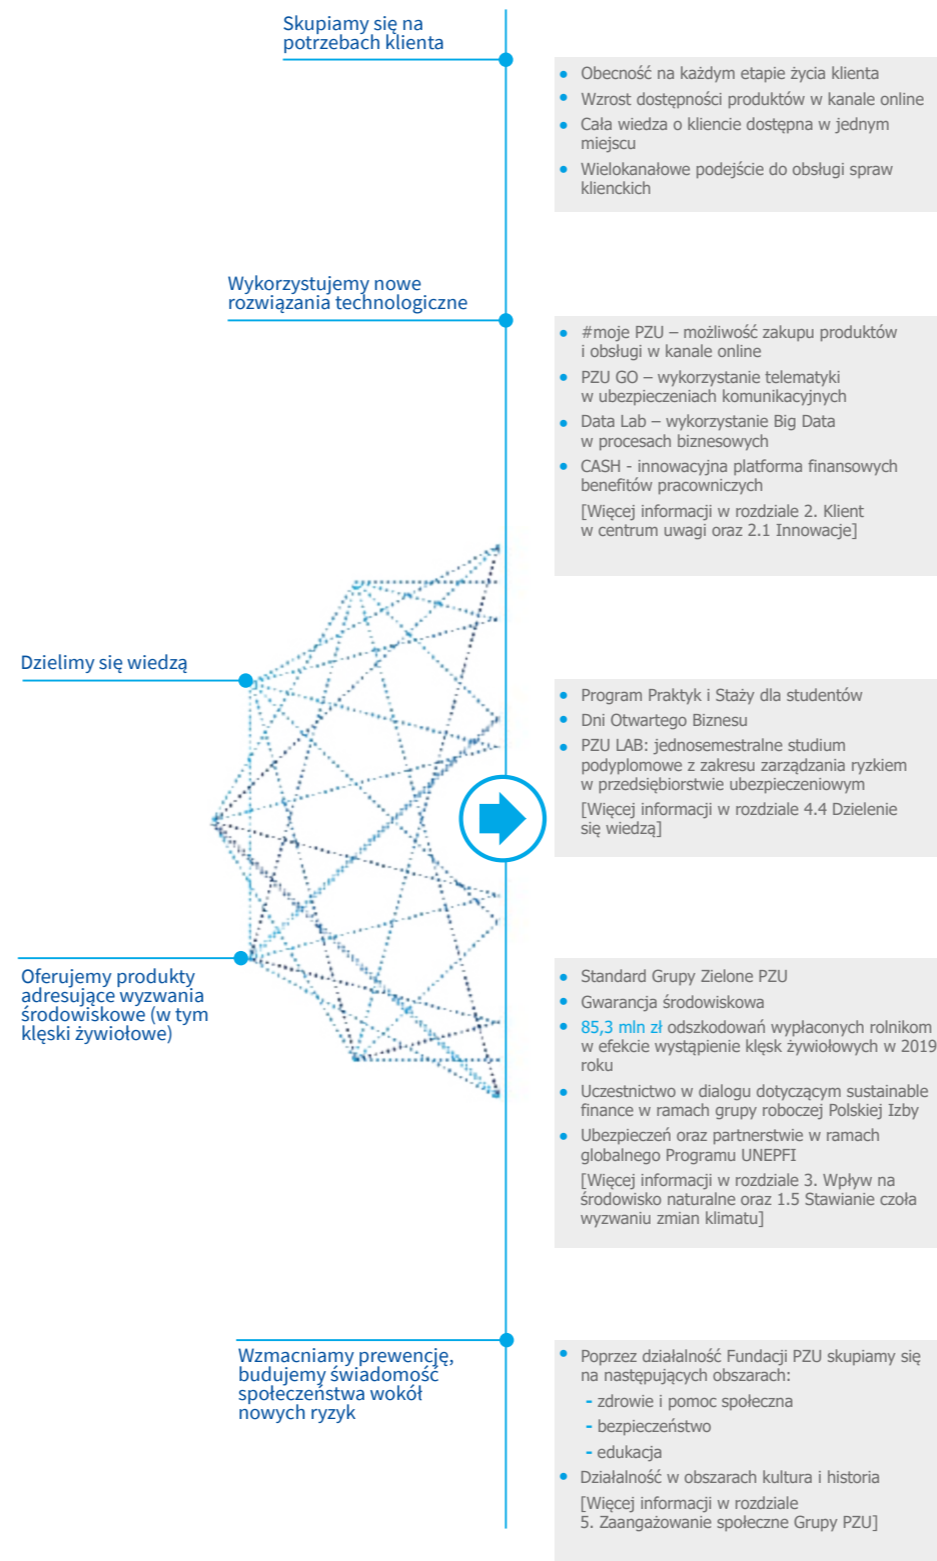 Skupiamy się na
potrzebach klienta
• Obecność na każdym etapie życia klienta
• Wzrost dostępności produktów w kanale online
• Cała wiedza o kliencie dostępna w jednym
miejscu
• Wielokanałowe podejście do obsługi spraw
klienckich
Wykorzystujemy nowe
rozwiązania technologiczne
• #moje PZU – możliwość zakupu produktów
i obsługi w kanale online
• PZU GO – wykorzystanie telematyki
w ubezpieczeniach komunikacyjnych
• Data Lab – wykorzystanie Big Data
w procesach biznesowych
• CASH - innowacyjna platforma finansowych
benefitów pracowniczych
[Więcej informacji w rozdziale 2. Klient
w centrum uwagi oraz 2.1 Innowacje]
Dzielimy się wiedzą
• Program Praktyk i Staży dla studentów
• Dni Otwartego Biznesu
• PZU LAB: jednosemestralne studium
podyplomowe z zakresu zarządzania ryzkiem
w przedsiębiorstwie ubezpieczeniowym
[Więcej informacji w rozdziale 4.4 Dzielenie
się wiedzą]
Oferujemy produkty
adresujące wyzwania
środowiskowe (w tym
klęski żywiołowe)
• Standard Grupy Zielone PZU
• Gwarancja środowiskowa
• 85,3 mln zł odszkodowań wypłaconych rolnikom
w efekcie wystąpienie klęsk żywiołowych w 2019
roku
• Uczestnictwo w dialogu dotyczącym sustainable
finance w ramach grupy roboczej Polskiej Izby
• Ubezpieczeń oraz partnerstwie w ramach
globalnego Programu UNEPFI
[Więcej informacji w rozdziale 3. Wpływ na
środowisko naturalne oraz 1.5 Stawianie czoła
wyzwaniu zmian klimatu]
Wzmacniamy prewencję,
budujemy świadomość
społeczeństwa wokół
nowych ryzyk
• Poprzez działalność Fundacji PZU skupiamy się
na następujących obszarach:
- zdrowie i pomoc społeczna
- bezpieczeństwo
- edukacja
• Działalność w obszarach kultura i historia
[Więcej informacji w rozdziale
5. Zaangażowanie społeczne Grupy PZU]